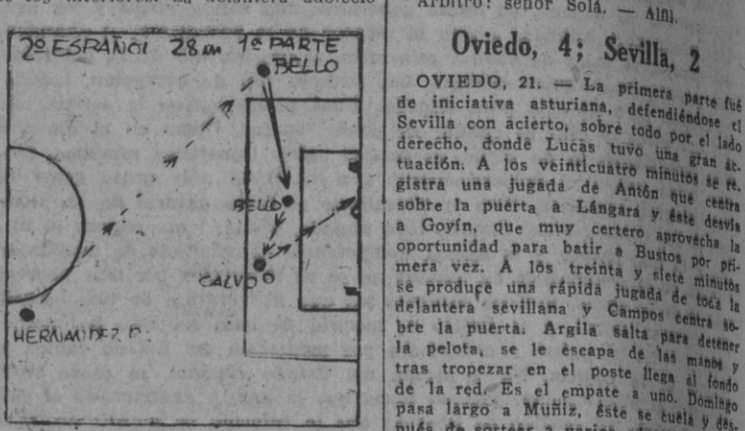 2º ESPAÑOL 28 m 1ª PARTE
BELLO
BELLO
CALVO
HERNANDEZ P.
Arbitro: señor Solá. — Alfil.
Oviedo, 4; Sevilla, 2
OVIEDO, 21. — La primera parte fué
de iniciativa asturiana, defendiéndose el
Sevilla con acierto, sobre todo por el lado
derecho, donde Lucas tuvo una gran ac-
tuación. A los veinticuatro minutos se re-
gistra una jugada de Antón que centra
sobre la puerta a Lángara y éste desvía
a Goyín, que muy certero aprovecha la
oportunidad para batir a Bustos por pri-
mera vez. A los treinta y siete minutos
se produce una rápida jugada de toda la
delantera sevillana y Campos centra so-
bre la puerta. Argila salta para detener
la pelota, se le escapa de las manos y
tras tropezar en el poste llega al fondo
de la red. Es el empate a uno. Domingo
pasa largo a Muñiz, éste se cuela y des-
pués de sortear a varios